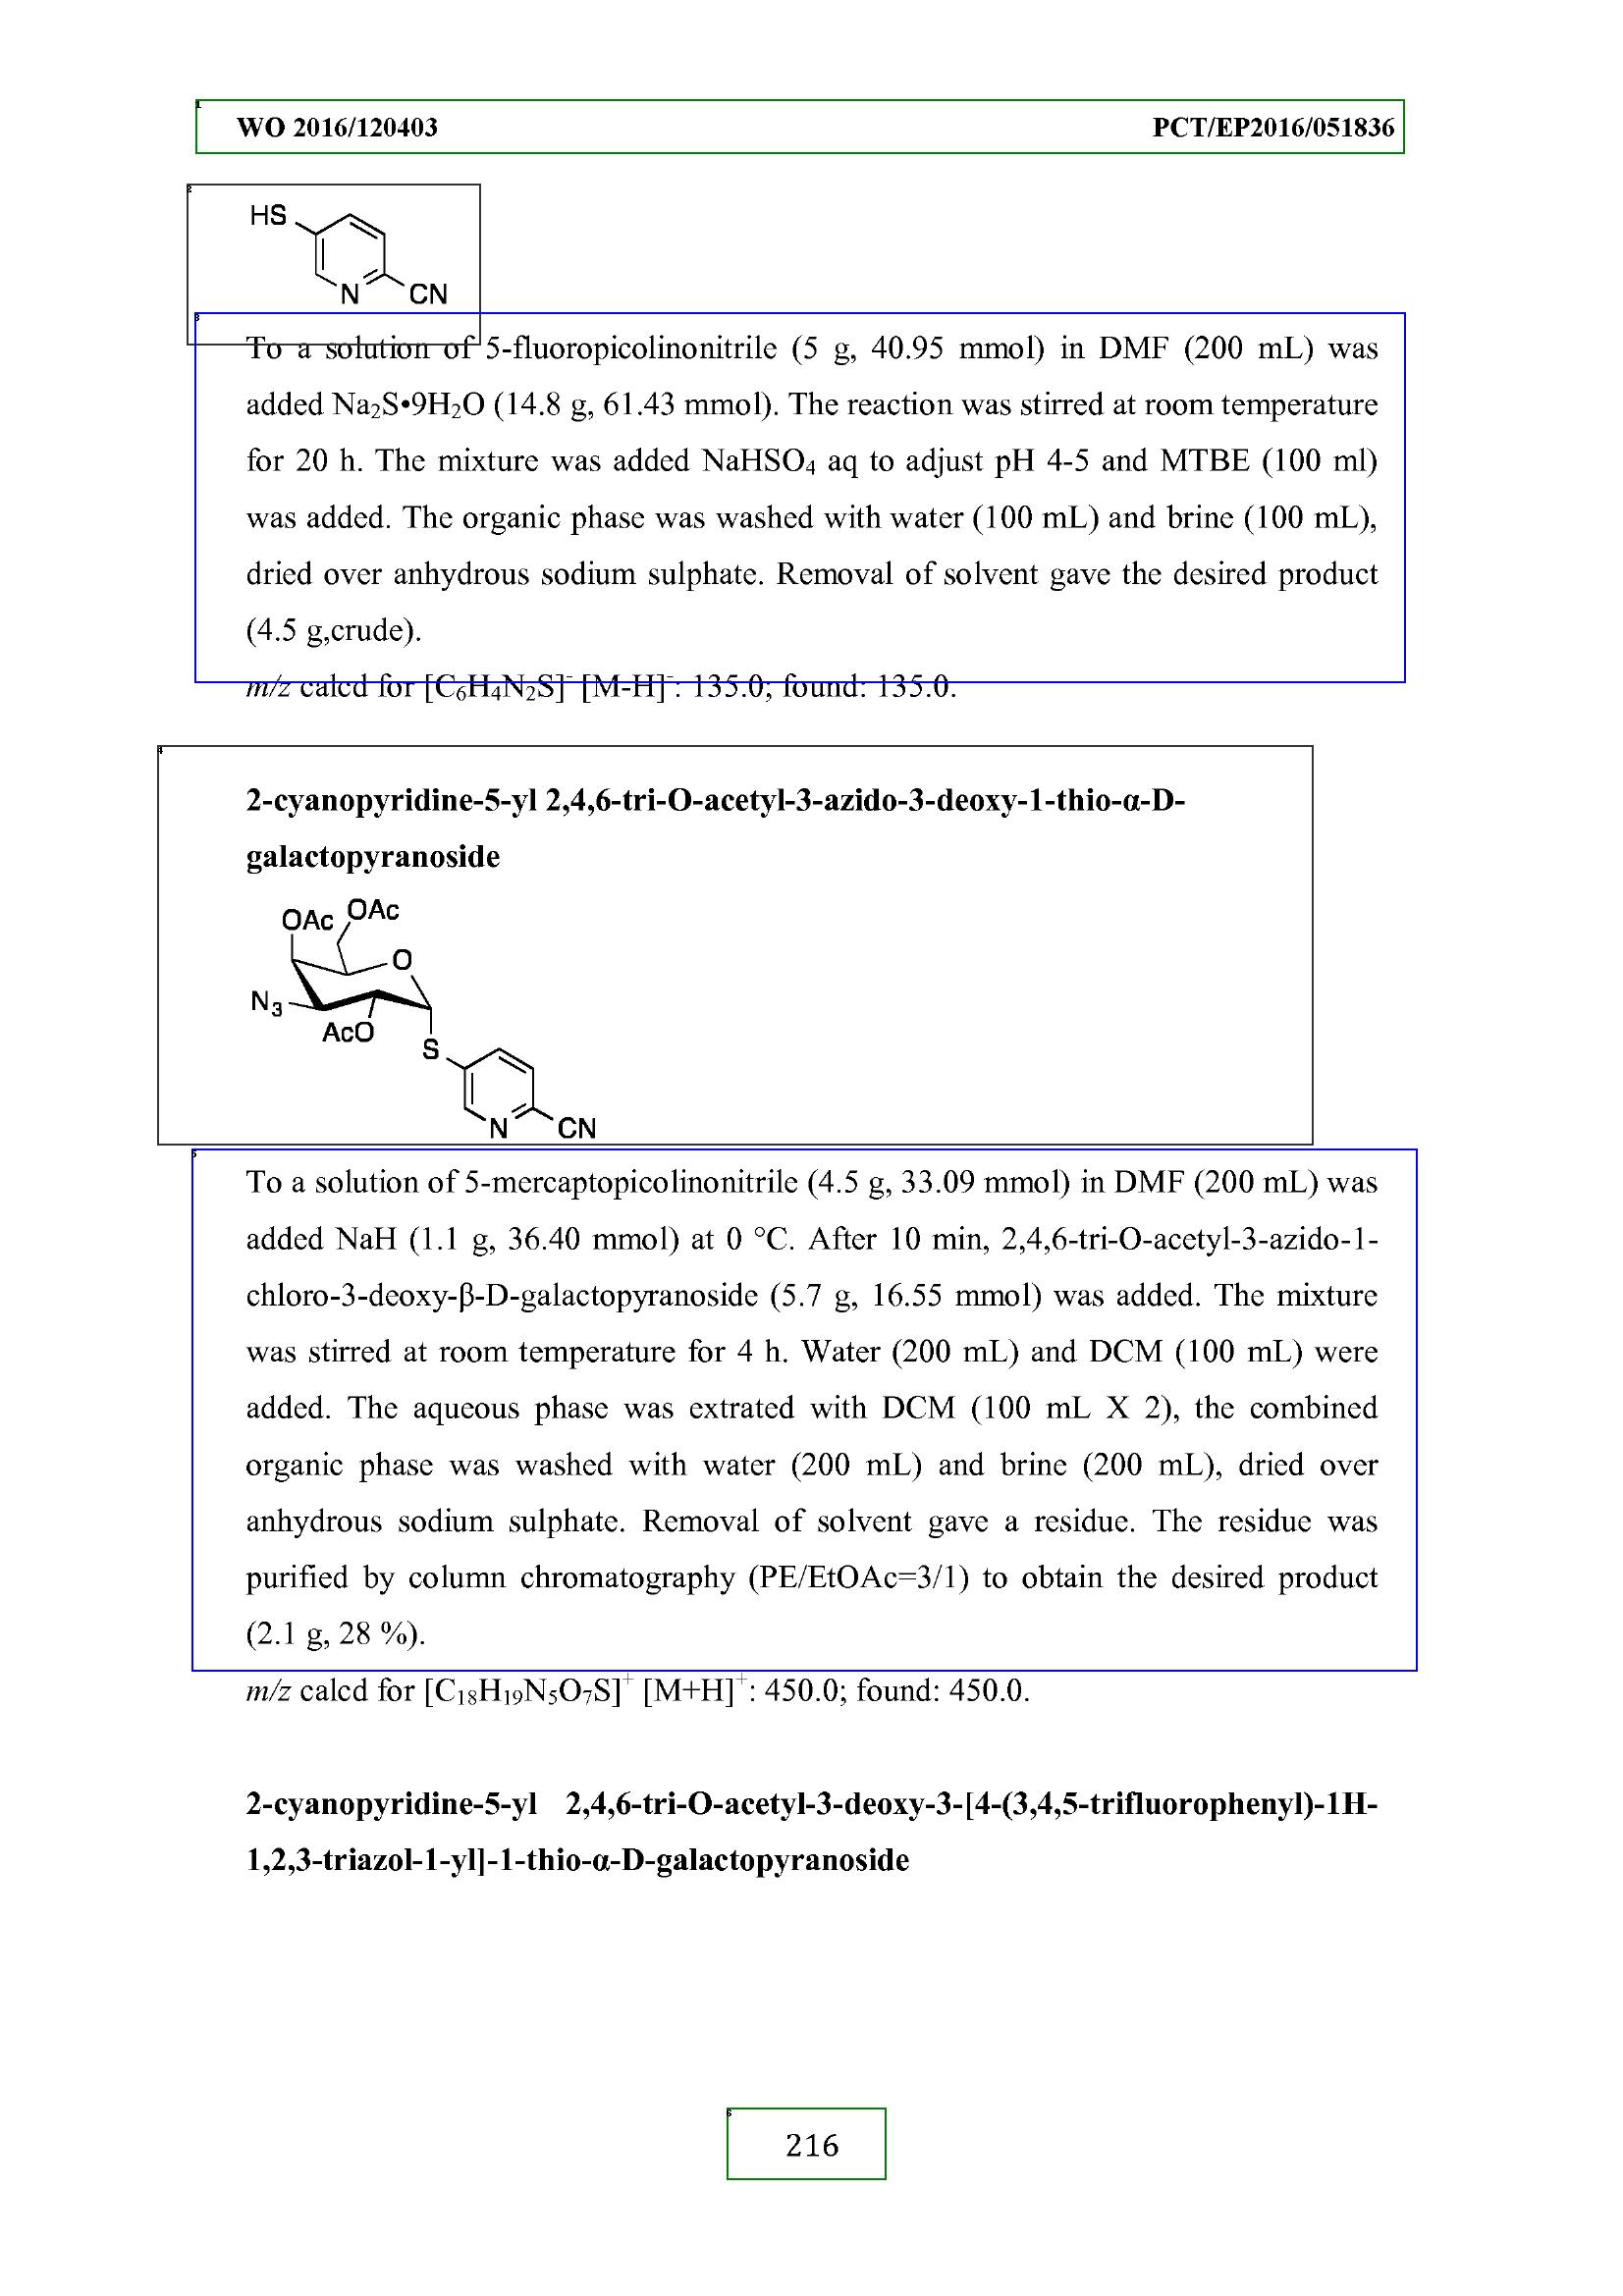 WO 2016/120403 PCT/EP2016/051836
HS
N
CN
To a solution of 5-fluoropicolinonitrile (5 g, 40.95 mmol) in DMF (200 mL) was
added Na₂S•9H₂O (14.8 g, 61.43 mmol). The reaction was stirred at room temperature
for 20 h. The mixture was added NaHSO₄ aq to adjust pH 4-5 and MTBE (100 ml)
was added. The organic phase was washed with water (100 mL) and brine (100 mL),
dried over anhydrous sodium sulphate. Removal of solvent gave the desired product
(4.5 g,crude).
m/z calcd for [C₆H₄N₂S]⁻ [M-H]⁻: 135.0; found: 135.0.
2-cyanopyridine-5-yl 2,4,6-tri-O-acetyl-3-azido-3-deoxy-1-thio-α-D-
galactopyranoside
OAc OAc
O
N₃
AcO
S
N CN
To a solution of 5-mercaptopicolinonitrile (4.5 g, 33.09 mmol) in DMF (200 mL) was
added NaH (1.1 g, 36.40 mmol) at 0 °C. After 10 min, 2,4,6-tri-O-acetyl-3-azido-1-
chloro-3-deoxy-β-D-galactopyranoside (5.7 g, 16.55 mmol) was added. The mixture
was stirred at room temperature for 4 h. Water (200 mL) and DCM (100 mL) were
added. The aqueous phase was extrated with DCM (100 mL X 2), the combined
organic phase was washed with water (200 mL) and brine (200 mL), dried over
anhydrous sodium sulphate. Removal of solvent gave a residue. The residue was
purified by column chromatography (PE/EtOAc=3/1) to obtain the desired product
(2.1 g, 28 %).
m/z calcd for [C₁₈H₁₉N₅O₇S]⁺ [M+H]⁺: 450.0; found: 450.0.
2-cyanopyridine-5-yl 2,4,6-tri-O-acetyl-3-deoxy-3-[4-(3,4,5-trifluorophenyl)-1H-
1,2,3-triazol-1-yl]-1-thio-α-D-galactopyranoside
216